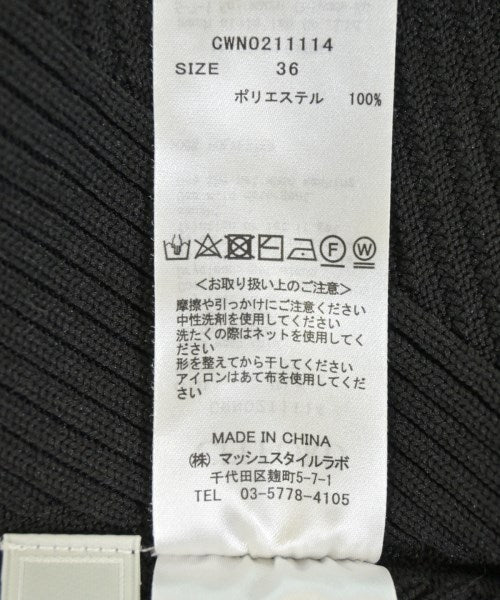 CWNO211114
SIZE 36
ポリエステル 100%
F W
<お取り扱い上のご注意>
摩擦や引っかけにご注意ください
中性洗剤を使用してください
洗たくの際はネットを使用してく
ださい
形を整えてから干してください
アイロンはあて布を使用してくだ
さい
MADE IN CHINA
(株) マッシュスタイルラボ
千代田区麹町5-7-1
TEL 03-5778-4105